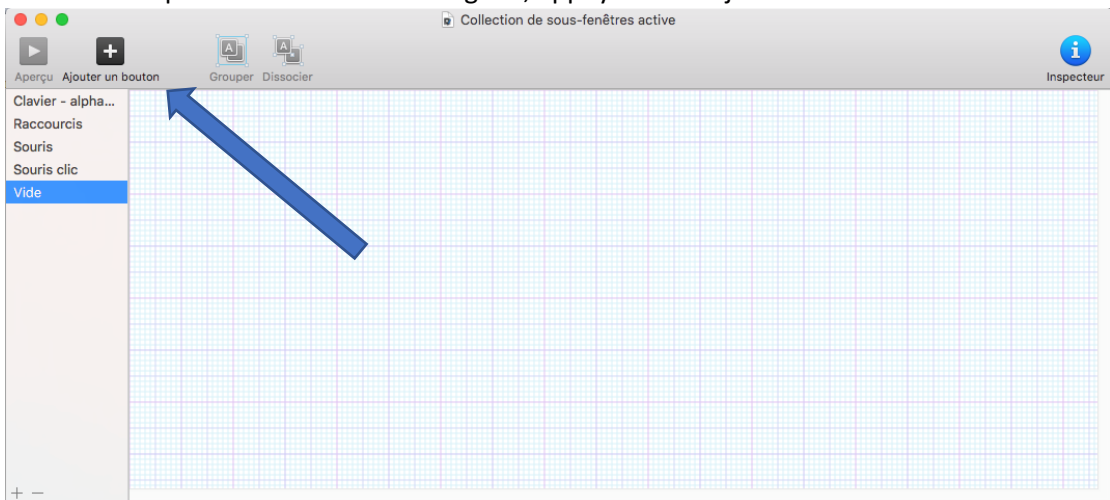 Collection de sous-fenêtres active
Aperçu Ajouter un bouton Grouper Dissocier Inspecteur
Clavier - alpha...
Raccourcis
Souris
Souris clic
Vide